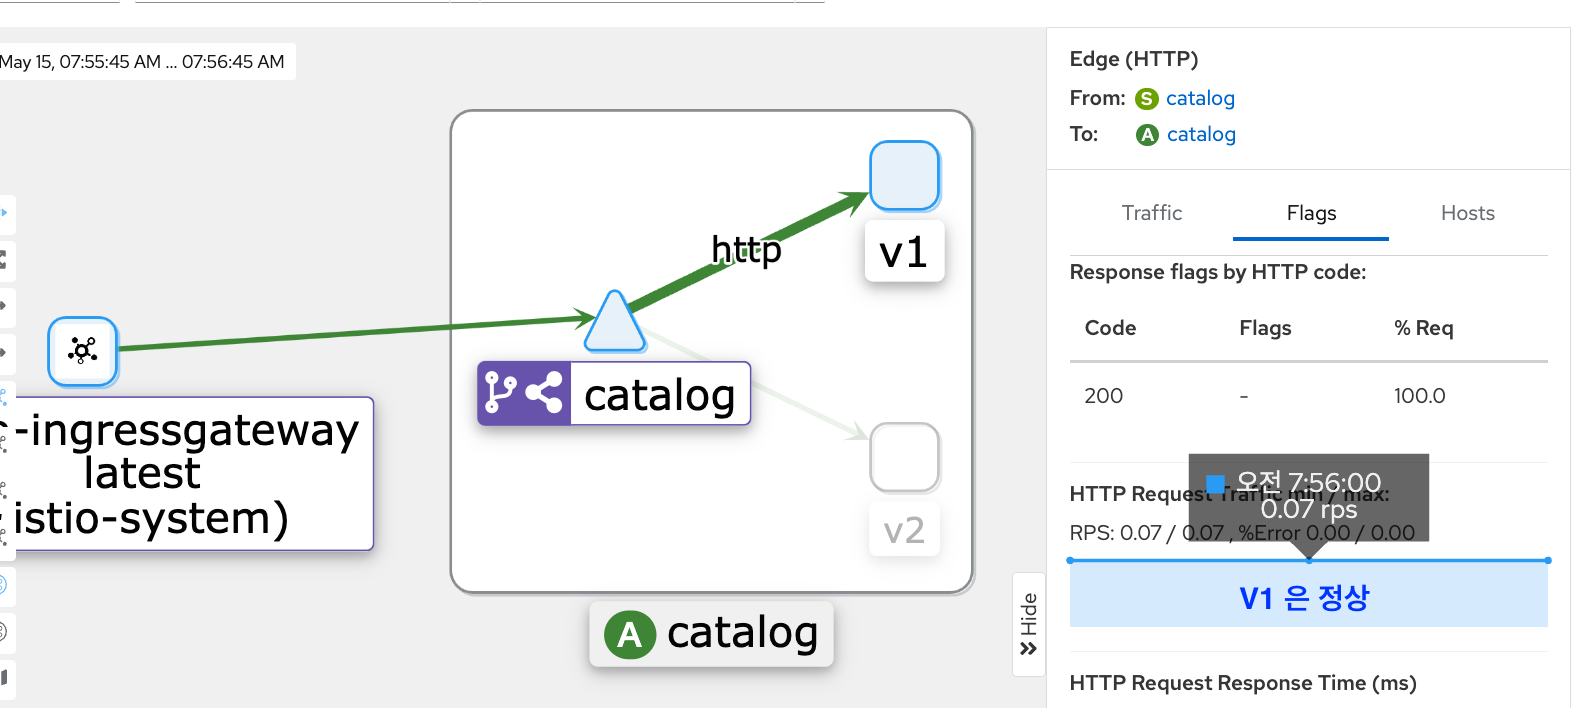 May 15, 07:55:45 AM ... 07:56:45 AM
http
v1
catalog
-ingressgateway
latest
istio-system)
v2
A catalog
Hide
Edge (HTTP)
From: S catalog
To: A catalog
Traffic Flags Hosts
Response flags by HTTP code:
Code Flags % Req
200 - 100.0
오전 7:56:00
0.07 rps
HTTP Request Traffic min / max:
RPS: 0.07 / 0.07 , %Error 0.00 / 0.00
V1 은 정상
HTTP Request Response Time (ms)